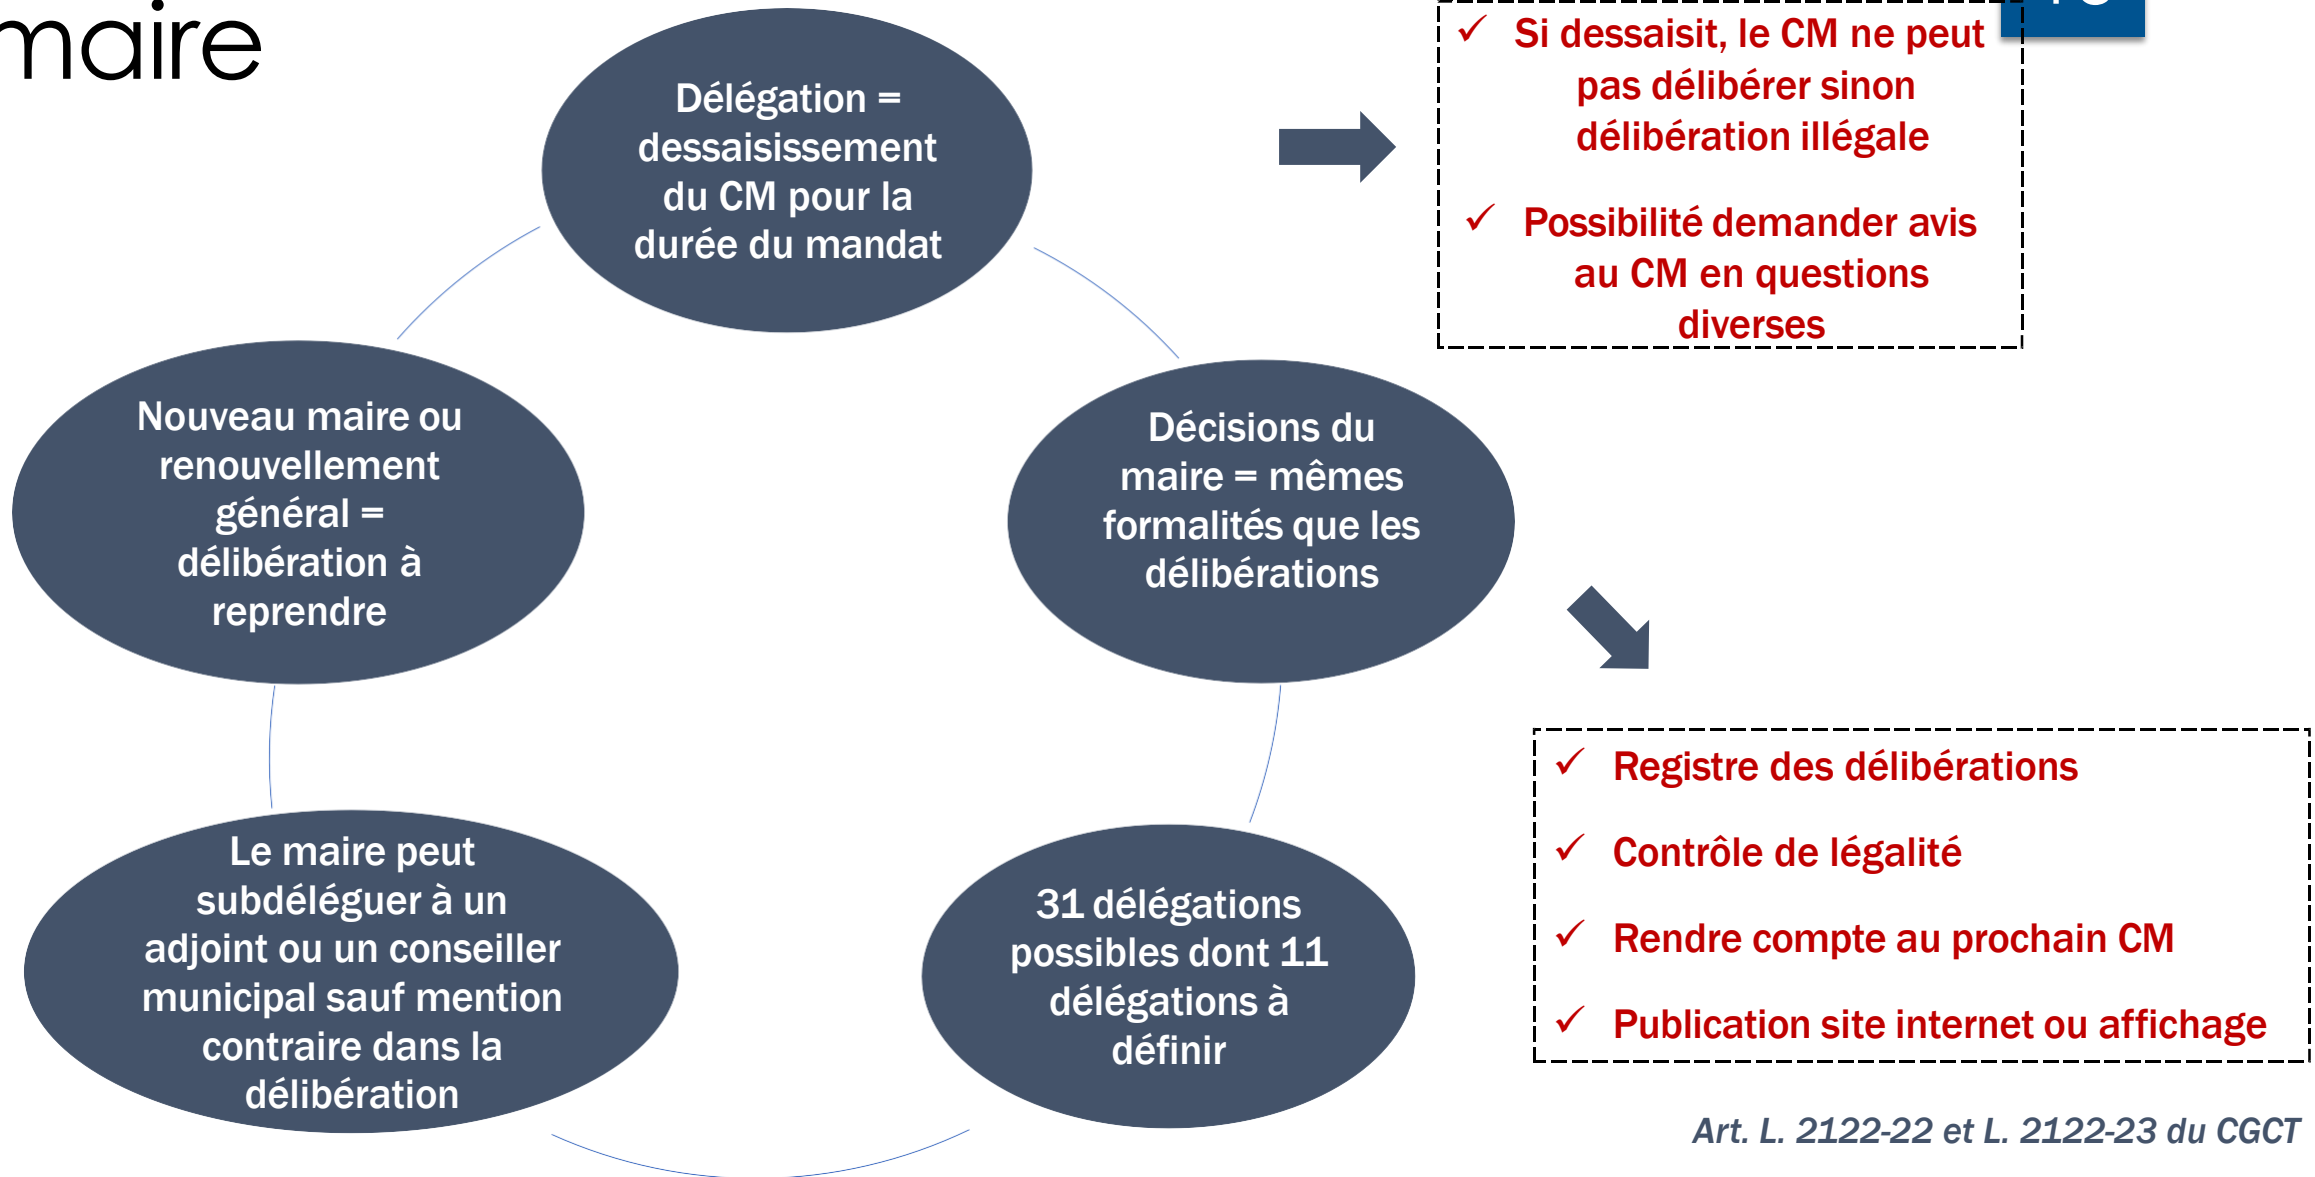 maire
Délégation =
dessaisissement
du CM pour la
durée du mandat
✓ Si dessaisit, le CM ne peut
pas délibérer sinon
délibération illégale
✓ Possibilité demander avis
au CM en questions
diverses
Nouveau maire ou
renouvellement
général =
délibération à
reprendre
Décisions du
maire = mêmes
formalités que les
délibérations
Le maire peut
subdéléguer à un
adjoint ou un conseiller
municipal sauf mention
contraire dans la
délibération
31 délégations
possibles dont 11
délégations à
définir
✓ Registre des délibérations
✓ Contrôle de légalité
✓ Rendre compte au prochain CM
✓ Publication site internet ou affichage
Art. L. 2122-22 et L. 2122-23 du CGCT